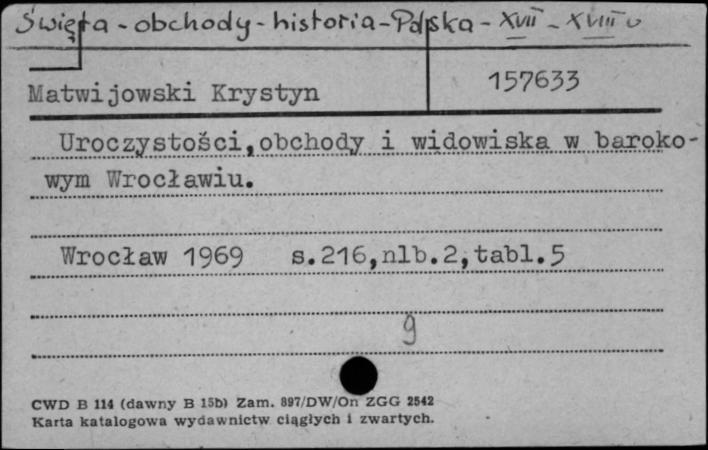 Święta - obchody - historia - Polska - XVII - XVIII w
Matwijowski Krystyn
157633
Uroczystości,obchody i widowiska w baroko-
wym Wrocławiu.
Wrocław 1969 s.216,nlb.2,tabl.5
9
CWD B 114 (dawny B 15b) Zam. 897/DW/On ZGG 2542
Karta katalogowa wydawnictw ciągłych i zwartych.